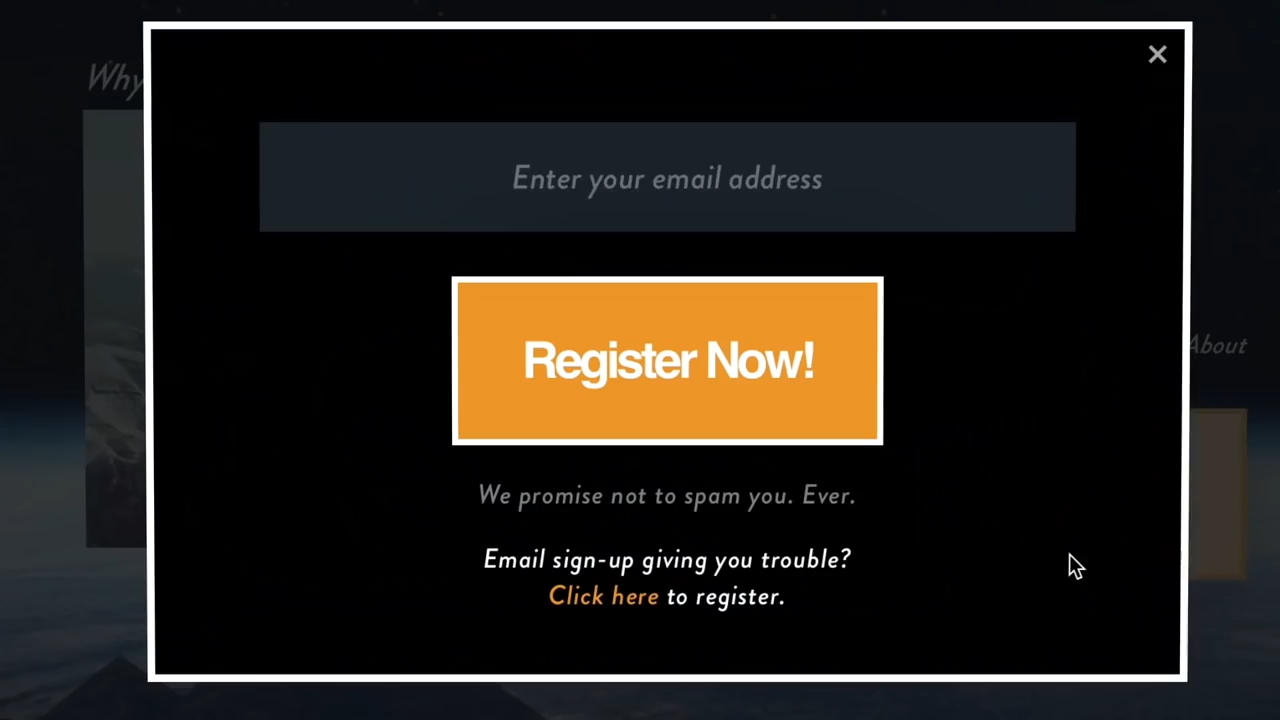 Why
×
Enter your email address
Register Now!
About
We promise not to spam you. Ever.
Email sign-up giving you trouble?
Click here to register.